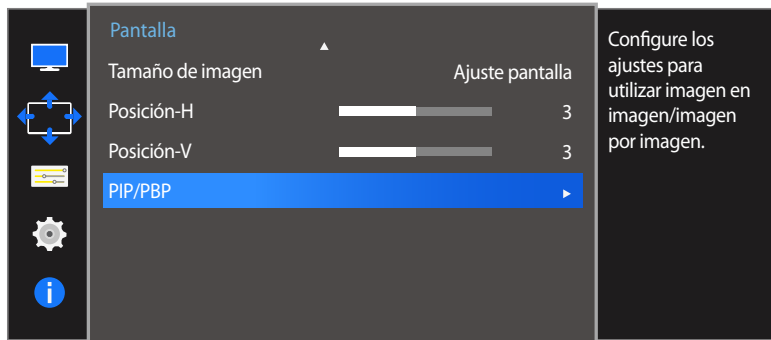 Pantalla
Tamaño de imagen Ajuste pantalla
Posición-H 3
Posición-V 3
PIP/PBP
Configure los
ajustes para
utilizar imagen en
imagen/imagen
por imagen.